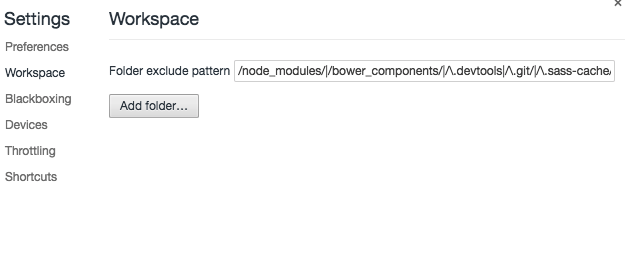 Settings
Preferences
Workspace
Blackboxing
Devices
Throttling
Shortcuts
Workspace
Folder exclude pattern /node_modules/|/bower_components/|/\.devtools|/\.git/|/\.sass-cache/
Add folder…